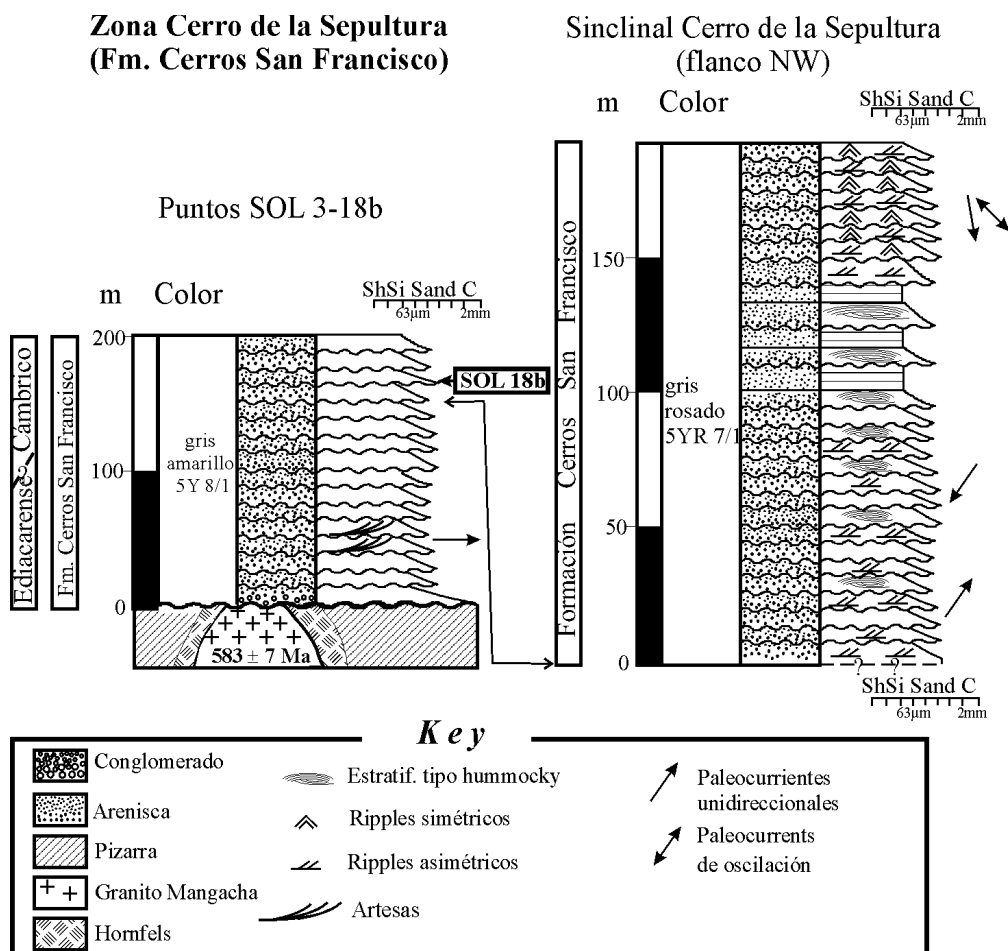 Zona Cerro de la Sepultura
(Fm. Cerros San Francisco)
Sinclinal Cerro de la Sepultura
(flanco NW)
Puntos SOL 3-18b
m Color
ShSi Sand C
63µm 2mm
200
100
0
Ediacarense Cámbrico
?
Fm. Cerros San Francisco
gris
amarillo
5Y 8/1
583 ± 7 Ma
SOL 18b
m Color
ShSi Sand C
63µm 2mm
150
100
50
0
Formación Cerros San Francisco
gris
rosado
5YR 7/1
? ?
ShSi Sand C
63µm 2mm
Key
Conglomerado
Arenisca
Pizarra
Granito Mangacha
Hornfels
Estratif. tipo hummocky
Ripples simétricos
Ripples asimétricos
Artesas
Paleocurrientes
unidireccionales
Paleocurrents
de oscilación